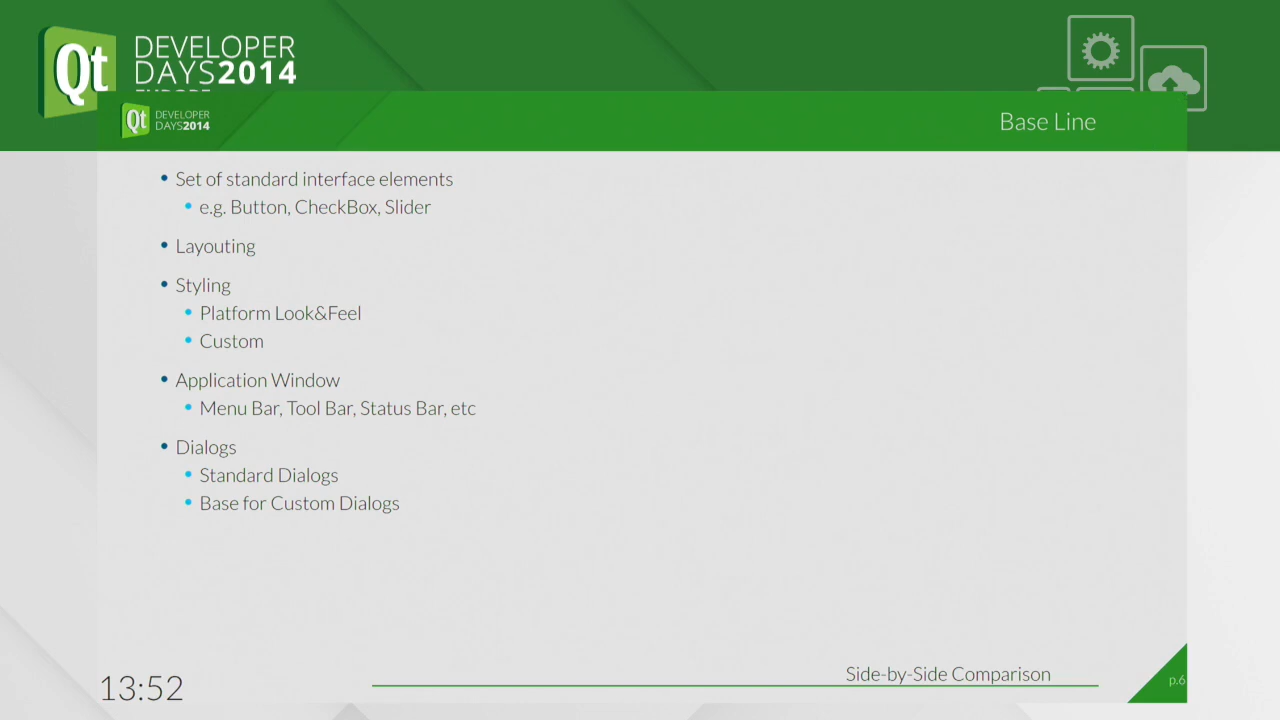 Qt DEVELOPER
DAYS2014
Qt DEVELOPER
DAYS2014
Base Line
• Set of standard interface elements
• e.g. Button, CheckBox, Slider
• Layouting
• Styling
• Platform Look&Feel
• Custom
• Application Window
• Menu Bar, Tool Bar, Status Bar, etc
• Dialogs
• Standard Dialogs
• Base for Custom Dialogs
Side-by-Side Comparison
p.6
13:52